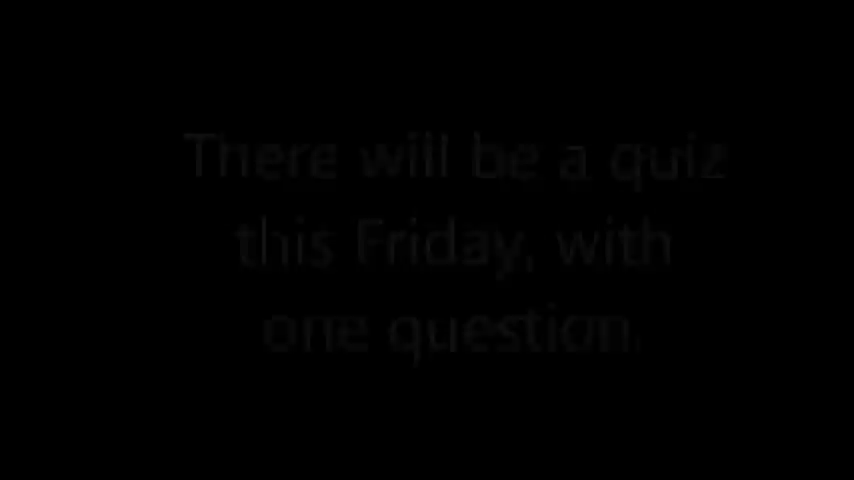 There will be a quiz
this Friday, with
one question.